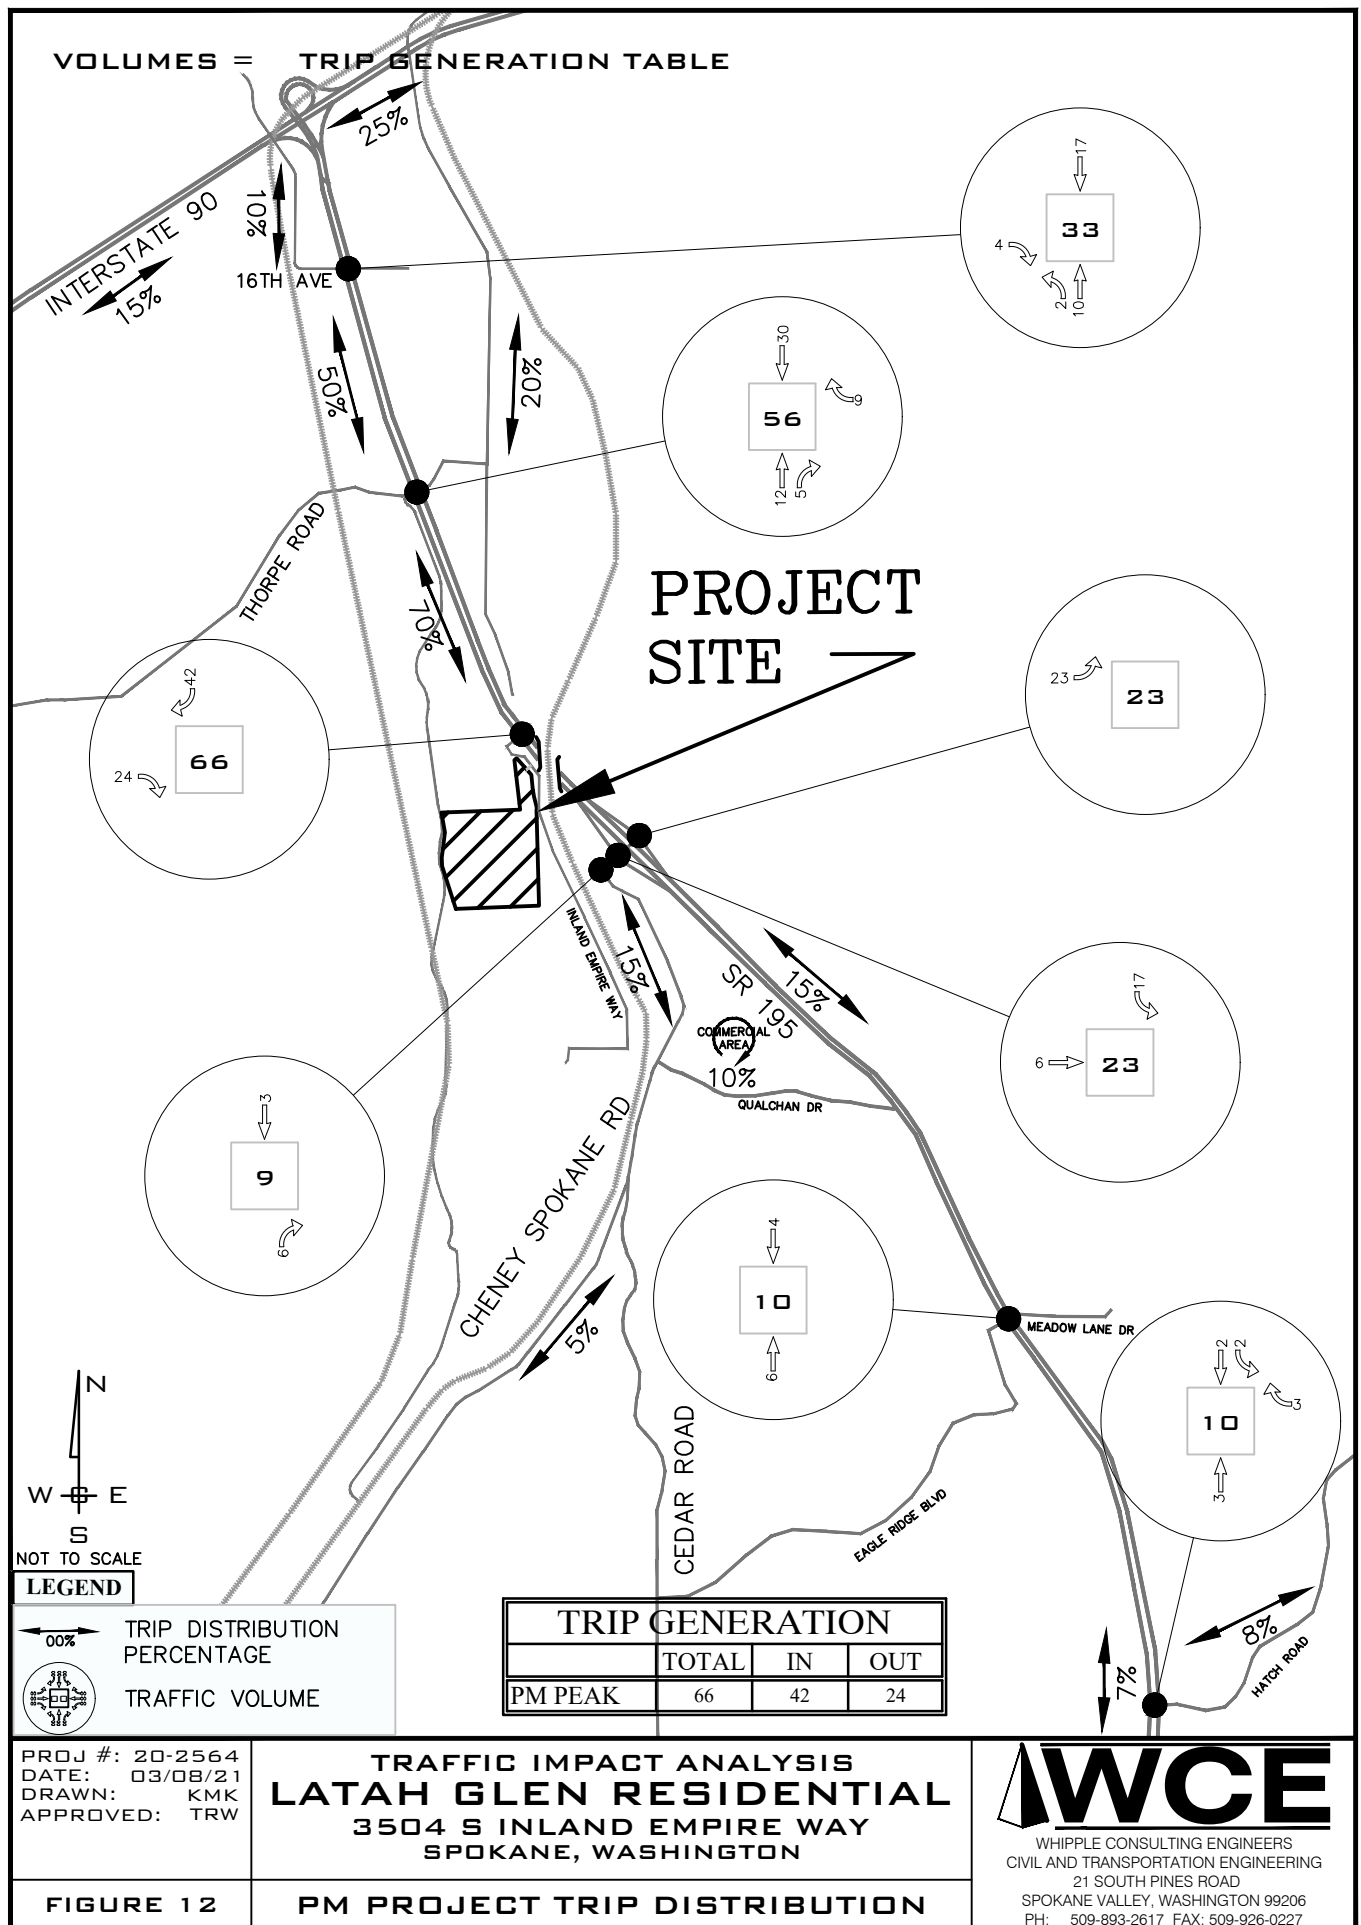 VOLUMES = TRIP GENERATION TABLE
25%
10%
INTERSTATE 90
15%
16TH AVE
17
33
4
2
10
50%
20%
30
56
9
12
5
THORPE ROAD
70%
PROJECT
SITE
42
66
24
23
23
INLAND EMPIRE WAY
15%
SR 195
15%
COMMERCIAL
AREA
10%
QUALCHAN DR
17
6
23
3
9
6
CHENEY SPOKANE RD
5%
4
10
6
MEADOW LANE DR
2
2
3
10
3
CEDAR ROAD
EAGLE RIDGE BLVD
8%
HATCH ROAD
7%
N
W E
S
NOT TO SCALE
LEGEND
00%
TRIP DISTRIBUTION
PERCENTAGE
TRAFFIC VOLUME
TRIP GENERATION
TOTAL IN OUT
PM PEAK 66 42 24
PROJ #: 20-2564
DATE: 03/08/21
DRAWN: KMK
APPROVED: TRW
FIGURE 12
TRAFFIC IMPACT ANALYSIS
LATAH GLEN RESIDENTIAL
3504 S INLAND EMPIRE WAY
SPOKANE, WASHINGTON
PM PROJECT TRIP DISTRIBUTION
WCE
WHIPPLE CONSULTING ENGINEERS
CIVIL AND TRANSPORTATION ENGINEERING
21 SOUTH PINES ROAD
SPOKANE VALLEY, WASHINGTON 99206
PH: 509-893-2617 FAX: 509-926-0227